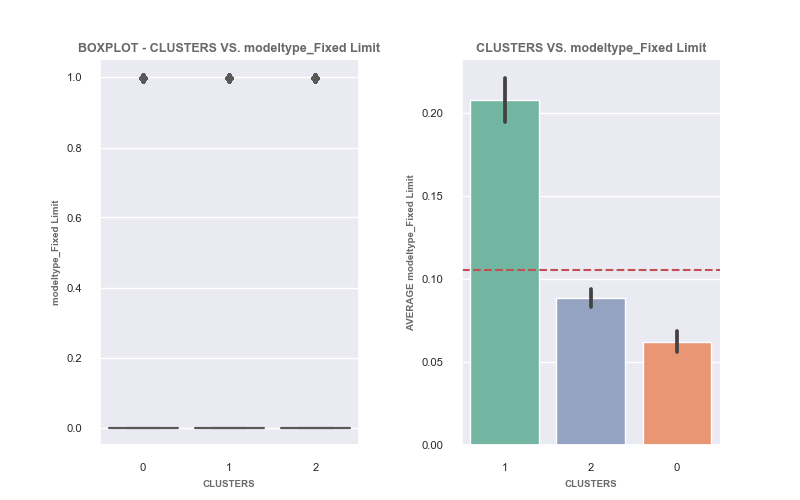 BOXPLOT - CLUSTERS VS. modeltype_Fixed Limit
1.0
0.8
0.6
0.4
0.2
0.0
modeltype_Fixed Limit
0 1 2
CLUSTERS
CLUSTERS VS. modeltype_Fixed Limit
0.20
0.15
0.10
0.05
0.00
AVERAGE modeltype_Fixed Limit
1 2 0
CLUSTERS